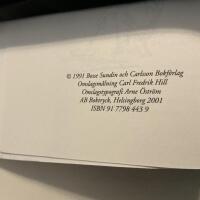 © 1991 Bosse Sundin och Carlsson Bokförlag
Omslagsmålning Carl Fredrik Hill
Omslagstypografi Arne Öström
AB Boktryck, Helsingborg 2001
ISBN 91 7798 443 9